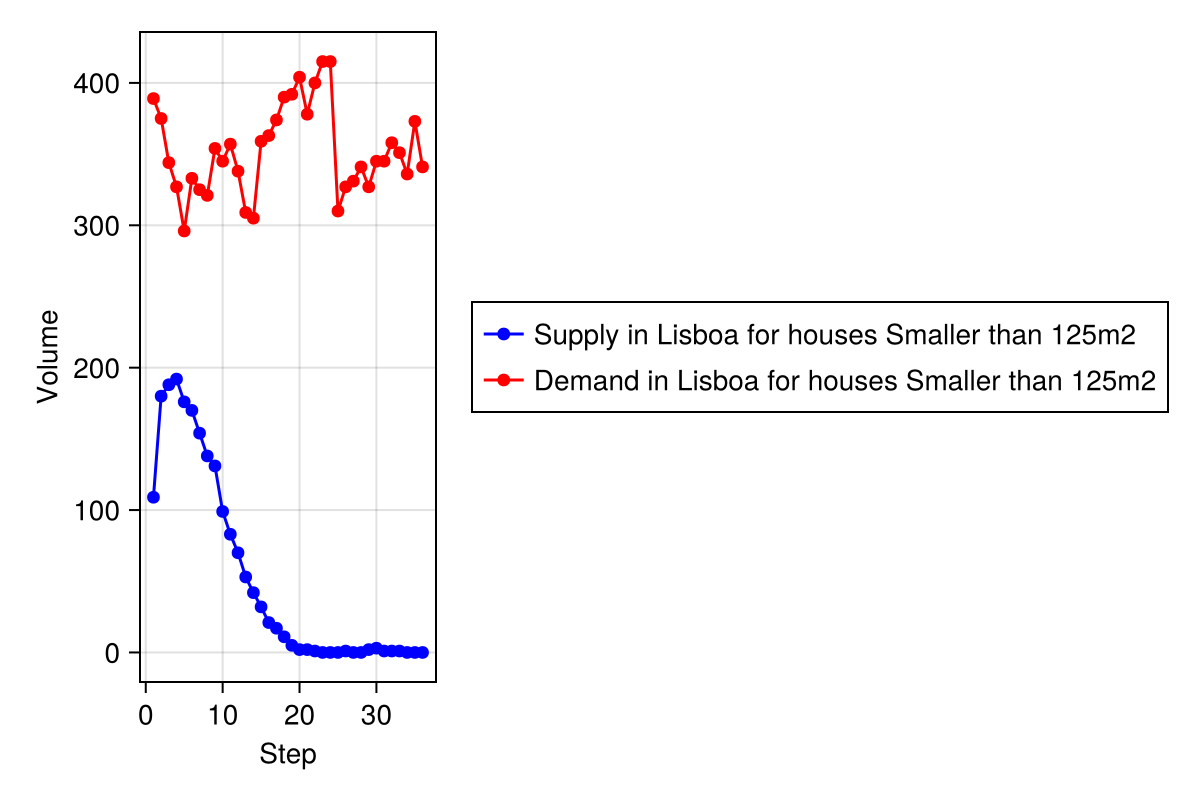 400
300
200
100
0
Volume
0 10 20 30
Step
Supply in Lisboa for houses Smaller than 125m2
Demand in Lisboa for houses Smaller than 125m2